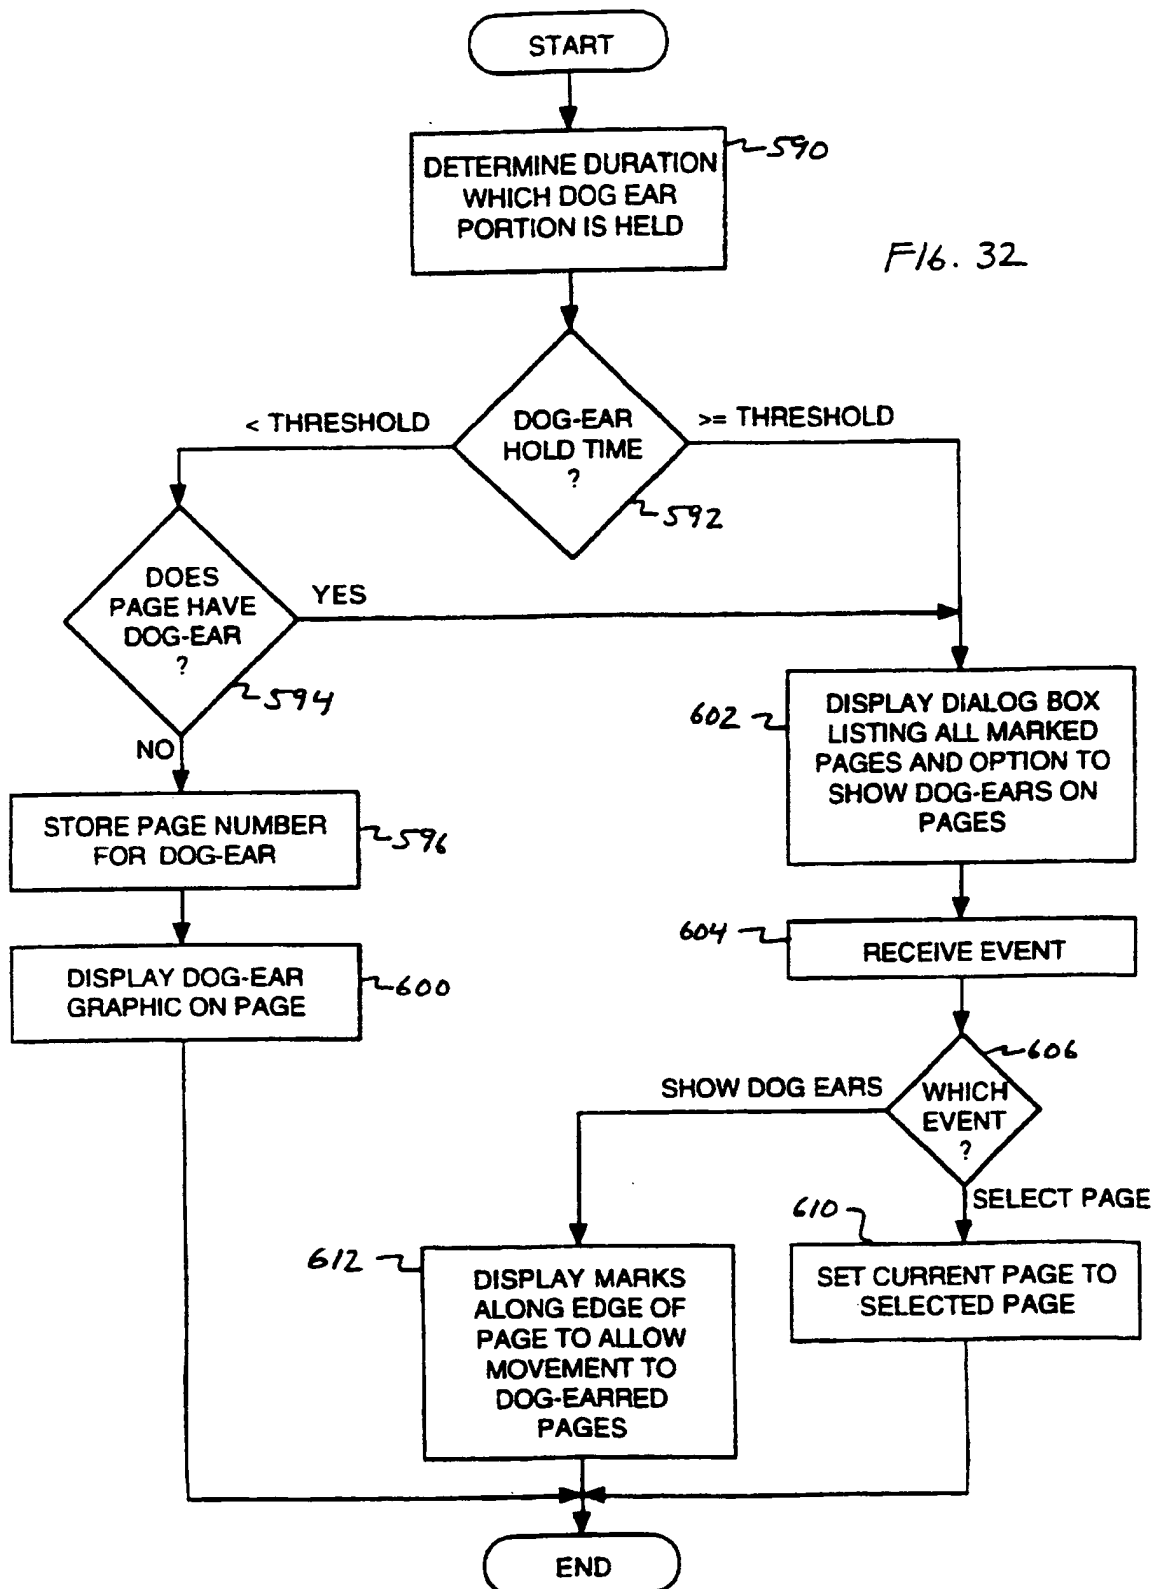 START
DETERMINE DURATION
WHICH DOG EAR
PORTION IS HELD
590
FIG. 32
< THRESHOLD
DOG-EAR
HOLD TIME
?
>= THRESHOLD
592
DOES
PAGE HAVE
DOG-EAR
?
YES
594
NO
STORE PAGE NUMBER
FOR DOG-EAR
596
DISPLAY DOG-EAR
GRAPHIC ON PAGE
600
602
DISPLAY DIALOG BOX
LISTING ALL MARKED
PAGES AND OPTION TO
SHOW DOG-EARS ON
PAGES
604
RECEIVE EVENT
606
SHOW DOG EARS
WHICH
EVENT
?
SELECT PAGE
610
SET CURRENT PAGE TO
SELECTED PAGE
612
DISPLAY MARKS
ALONG EDGE OF
PAGE TO ALLOW
MOVEMENT TO
DOG-EARRED
PAGES
END